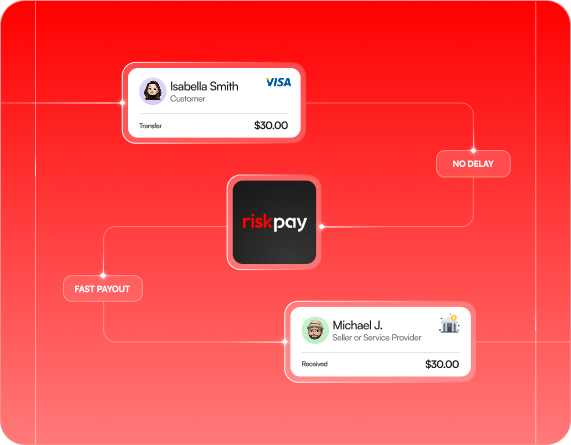 Isabella Smith
VISA
Customer
Transfer
$30.00
NO DELAY
riskpay
FAST PAYOUT
Michael J.
Seller or Service Provider
Received
$30.00